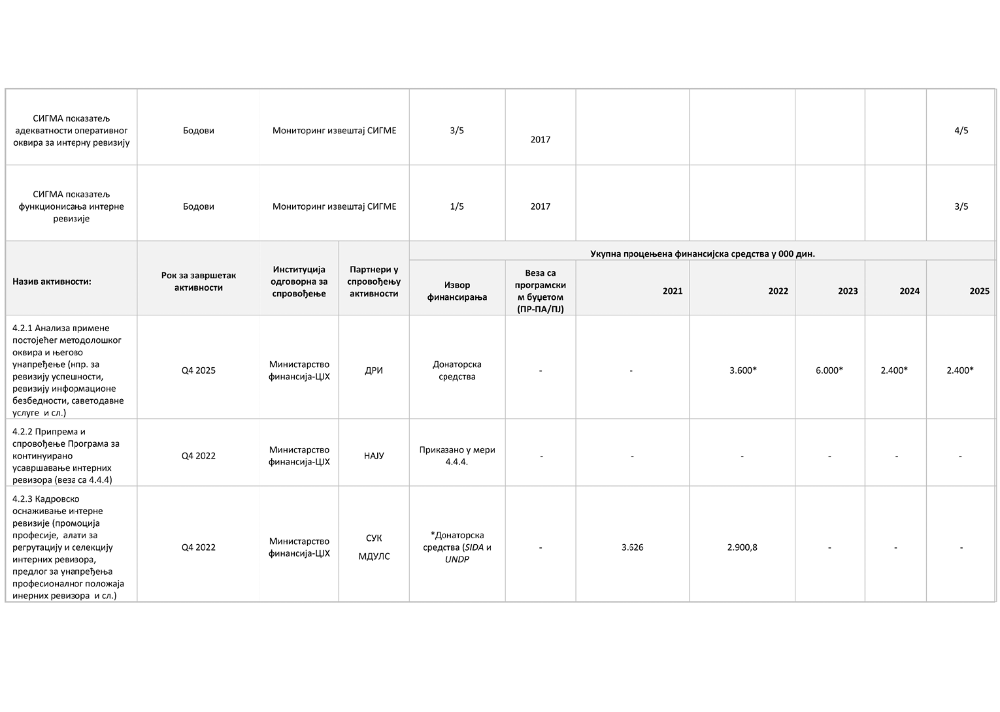 СИГМА показатељ
адекватности оперативног
оквира за интерну ревизију
Бодови
Мониторинг извештај СИГМЕ
3/5
2017
4/5
СИГМА показатељ
функционисања интерне
ревизије
Бодови
Мониторинг извештај СИГМЕ
1/5
2017
3/5
Назив активности:
Рок за завршетак
активности
Институција
одговорна за
спровођење
Партнери у
спровођењу
активности
Укупна процењена финансијска средства у 000 дин.
Извор
финансирања
Веза са
програмски
м буџетом
(ПР-ПА/ПЈ)
2021
2022
2023
2024
2025
4.2.1 Анализа примене
постојећег методолошког
оквира и његово
унапређење (нпр. за
ревизију успешности,
ревизију информационе
безбедности, саветодавне
услуге  и сл.)
Q4 2025
Министарство
финансија-ЦЈХ
ДРИ
Донаторска
средства
-
-
3.600*
6.000*
2.400*
2.400*
4.2.2 Припрема и
спровођење Програма за
континуирано
усавршавање интерних
ревизора (веза са 4.4.4)
Q4 2022
Министарство
финансија-ЦЈХ
НАЈУ
Приказано у мери
4.4.4.
-
-
-
-
-
-
4.2.3 Кадровско
оснаживање интерне
ревизије (промоција
професије,  алати за
регрутацију и селекцију
интерних ревизора,
предлог за унапређења
професионалног положаја
инерних ревизора  и сл.)
Q4 2022
Министарство
финансија-ЦЈХ
СУК
МДУЛС
*Донаторска
средства (SIDA и
UNDP
-
3.626
2.900,8
-
-
-